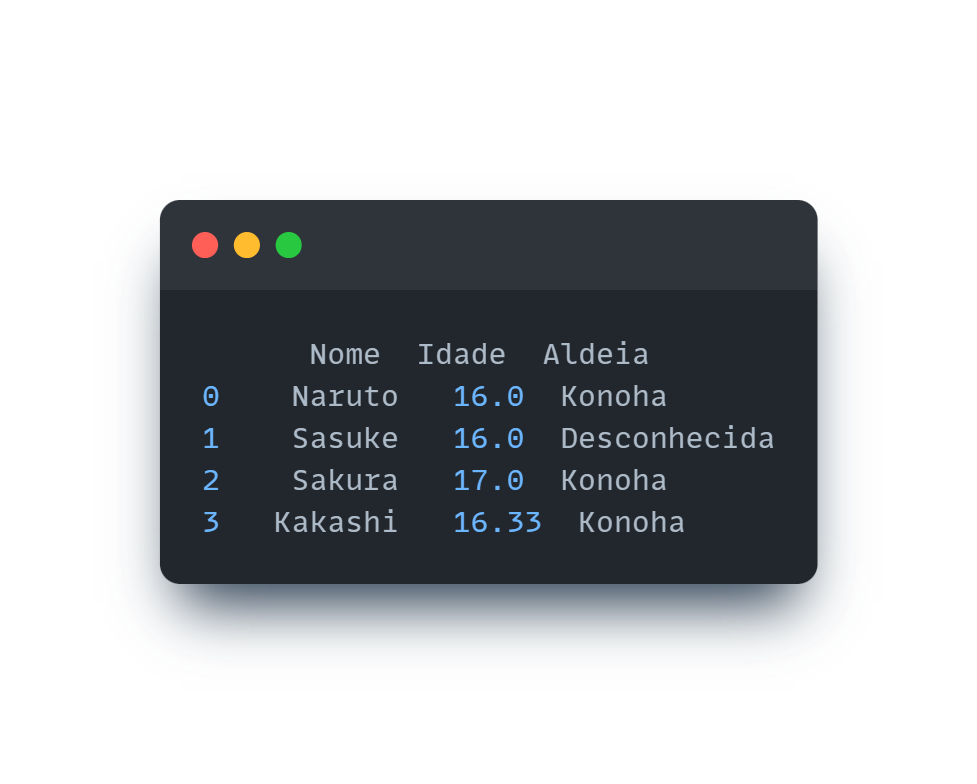 Nome Idade Aldeia
0 Naruto 16.0 Konoha
1 Sasuke 16.0 Desconhecida
2 Sakura 17.0 Konoha
3 Kakashi 16.33 Konoha